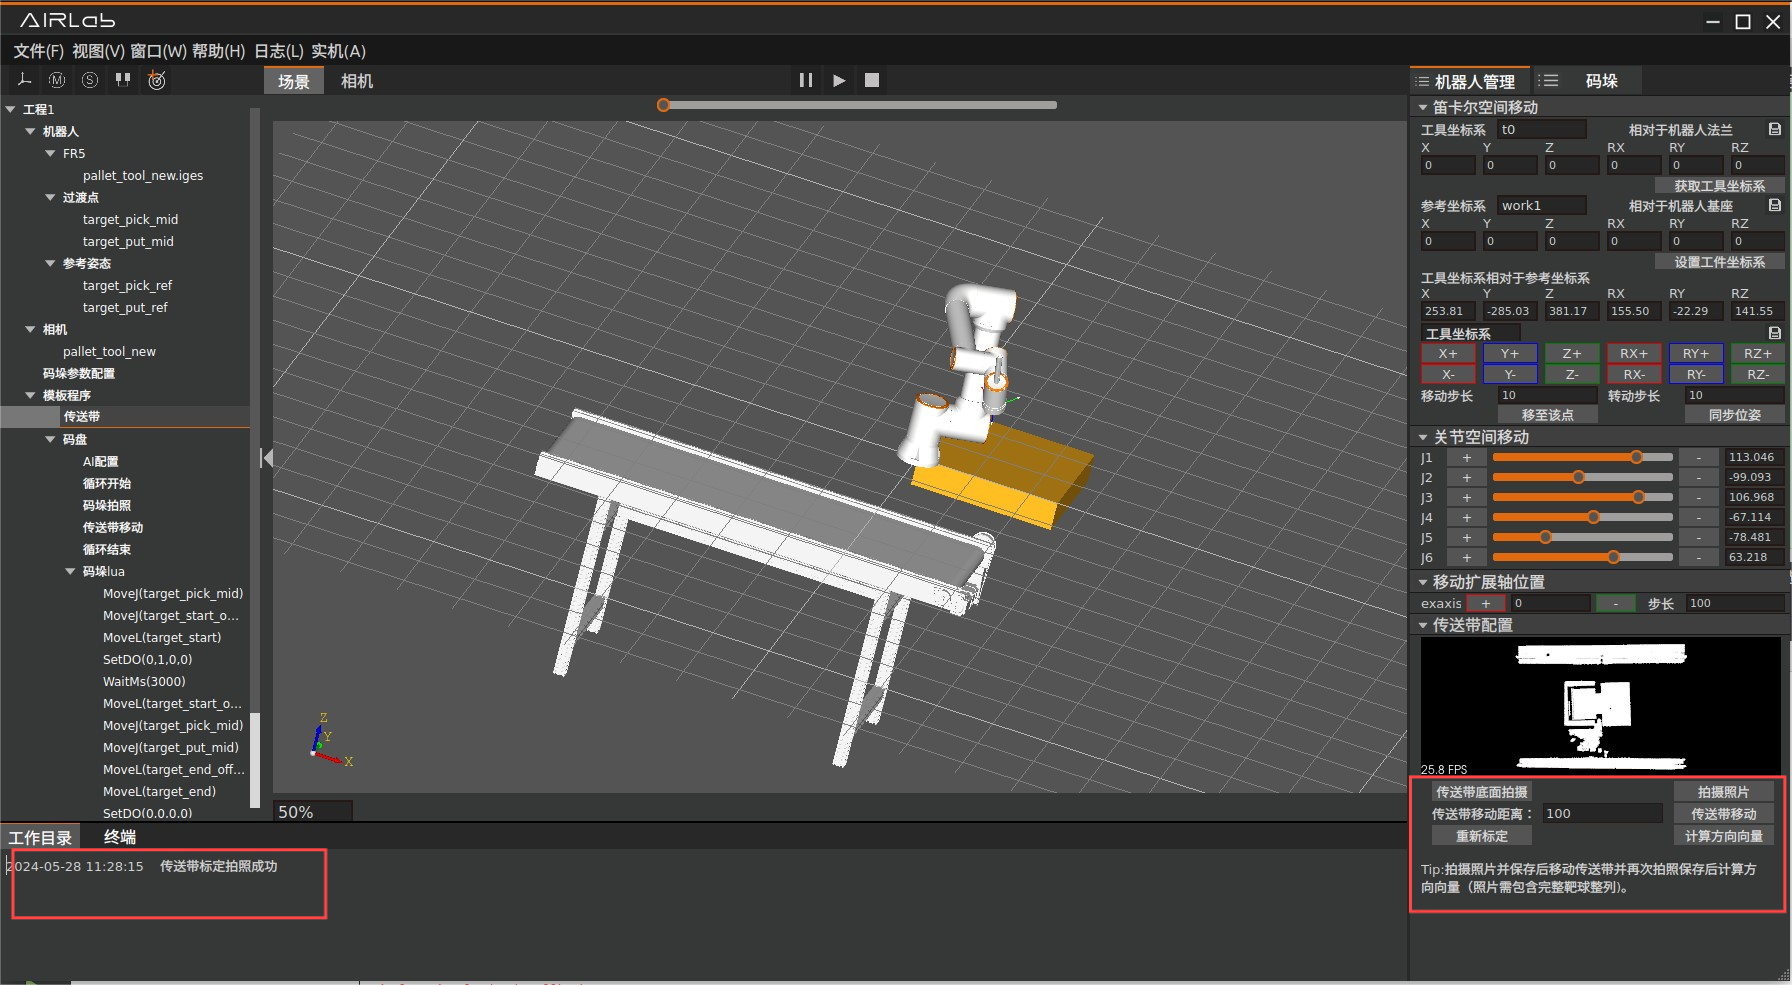 AIRLab
文件(F) 视图(V) 窗口(W) 帮助(H) 日志(L) 实机(A)
M S
场景 相机
工程1
机器人
FR5
pallet_tool_new.iges
过渡点
target_pick_mid
target_put_mid
参考姿态
target_pick_ref
target_put_ref
相机
pallet_tool_new
码垛参数配置
模板程序
传送带
码盘
AI配置
循环开始
码垛拍照
传送带移动
循环结束
码垛lua
MoveJ(target_pick_mid)
MoveJ(target_start_o...
MoveL(target_start)
SetDO(0,1,0,0)
WaitMs(3000)
MoveL(target_start_o...
MoveJ(target_pick_mid)
MoveJ(target_put_mid)
MoveL(target_end_off...
MoveL(target_end)
SetDO(0,0,0,0)
Z
Y
X
50%
工作目录 终端
2024-05-28 11:28:15 传送带标定拍照成功
机器人管理 码垛
笛卡尔空间移动
工具坐标系 t0 相对于机器人法兰
X Y Z RX RY RZ
0 0 0 0 0 0
获取工具坐标系
参考坐标系 work1 相对于机器人基座
X Y Z RX RY RZ
0 0 0 0 0 0
设置工件坐标系
工具坐标系相对于参考坐标系
X Y Z RX RY RZ
253.81 -285.03 381.17 155.50 -22.29 141.55
工具坐标系
X+ Y+ Z+ RX+ RY+ RZ+
X- Y- Z- RX- RY- RZ-
移动步长 10 转动步长 10
移至该点 同步位姿
关节空间移动
J1 + - 113.046
J2 + - -99.093
J3 + - 106.968
J4 + - -67.114
J5 + - -78.481
J6 + - 63.218
移动扩展轴位置
exaxis + 0 - 步长 100
传送带配置
25.8 FPS
传送带底面拍摄 拍摄照片
传送带移动距离： 100 传送带移动
重新标定 计算方向向量
Tip:拍摄照片并保存后移动传送带并再次拍照保存后计算方
向向量（照片需包含完整靶球整列)。